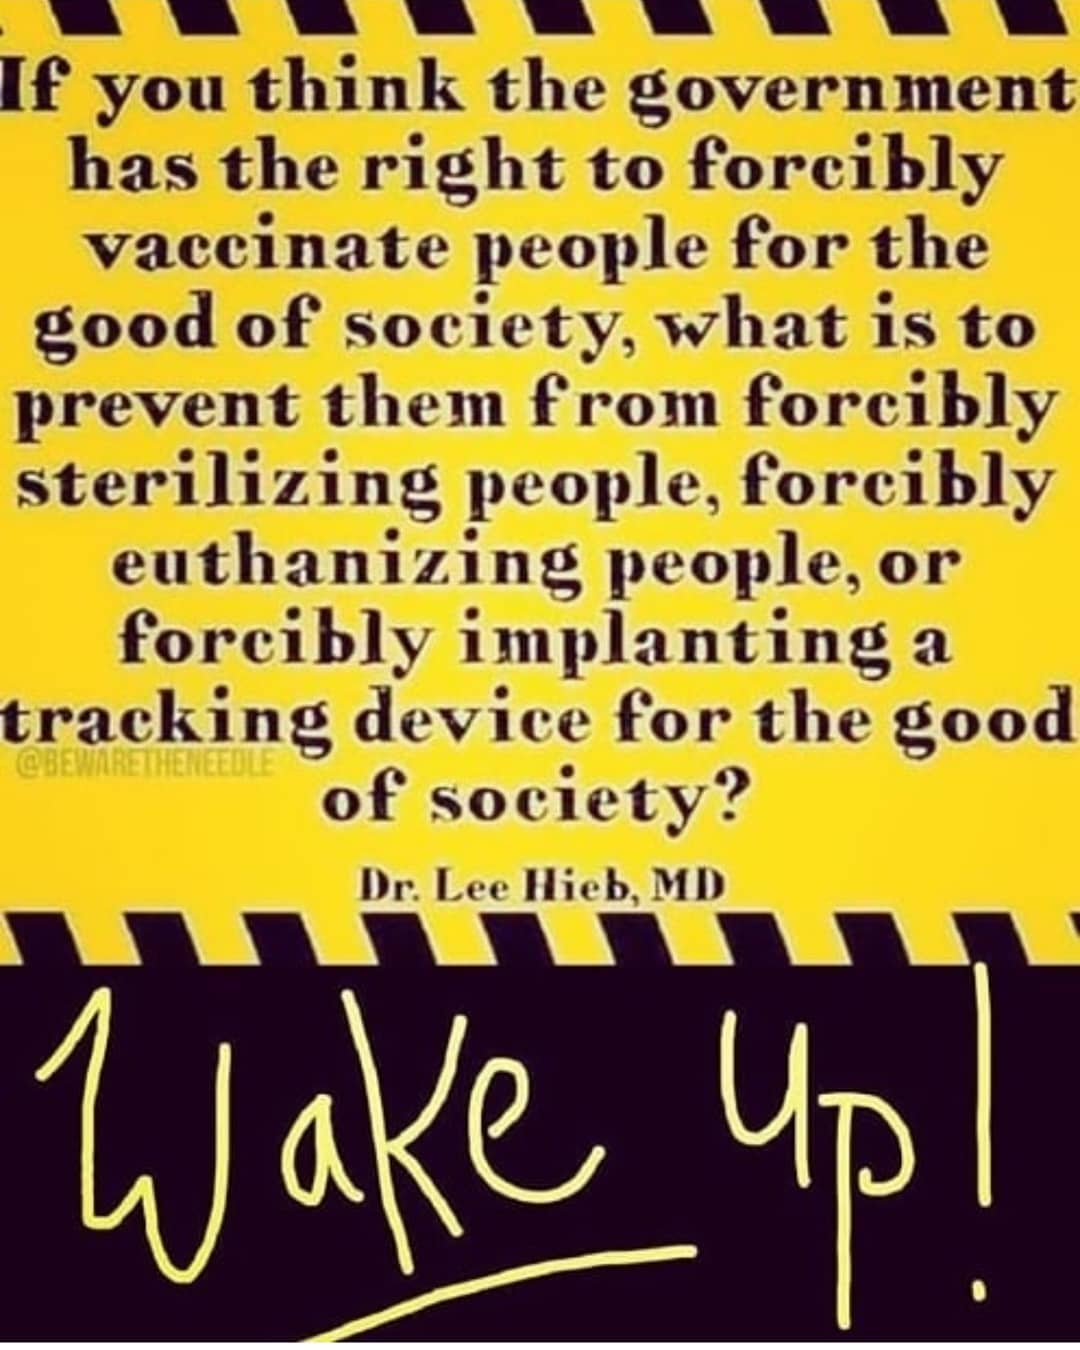 If you think the government
has the right to forcibly
vaccinate people for the
good of society, what is to
prevent them from forcibly
sterilizing people, forcibly
euthanizing people, or
forcibly implanting a
tracking device for the good
@BEWARETHENEEDLE
of society?
Dr. Lee Hieb, MD
Wake up!